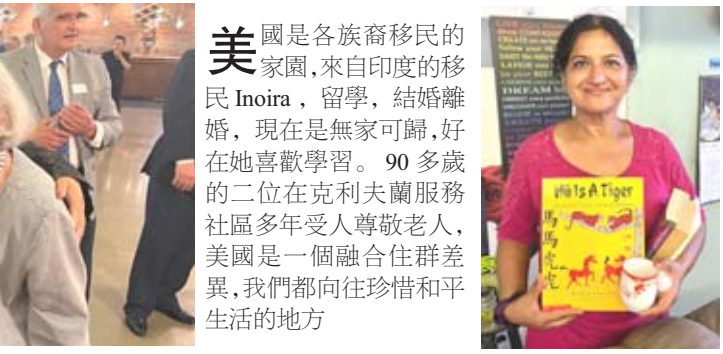 美國是各族裔移民的
家園,來自印度的移
民 Inoira ，留學，結婚離
婚，現在是無家可歸,好
在她喜歡學習。 90 多歲
的二位在克利夫蘭服務
社區多年受人尊敬老人,
美國是一個融合住群差
異,我們都向往珍惜和平
生活的地方
Is A Tiger
馬
馬
虎
虎
DREAM